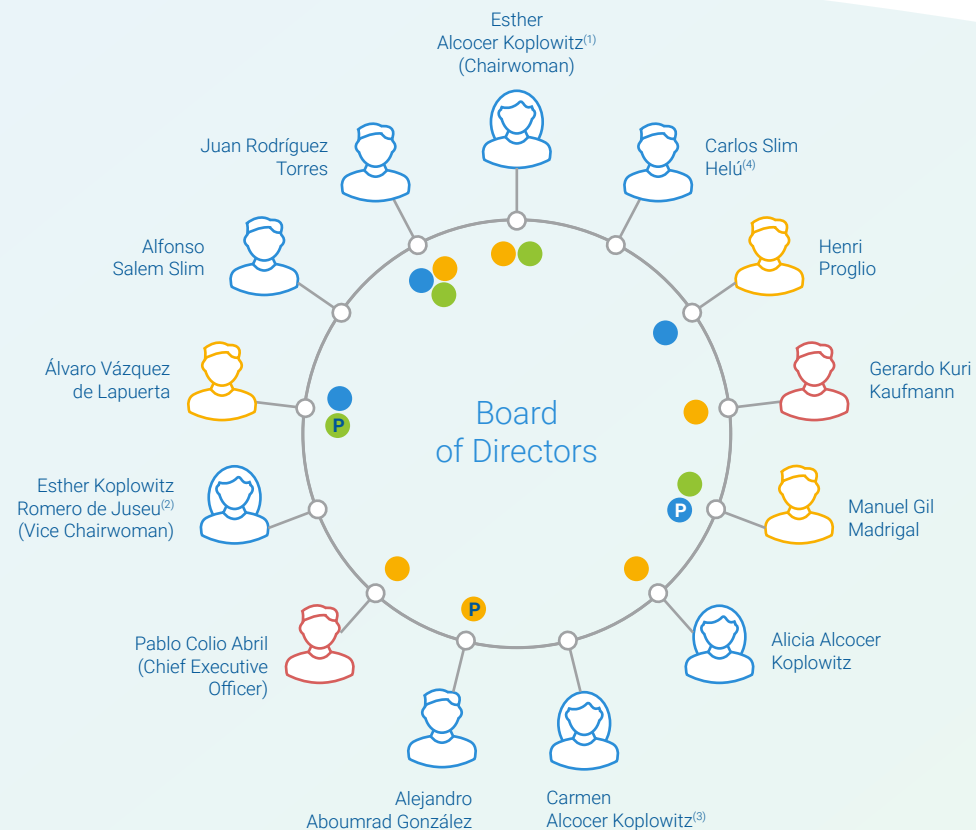 Esther
Alcocer Koplowitz(1)
(Chairwoman)
Juan Rodríguez
Torres
Carlos Slim
Helú(4)
Alfonso
Salem Slim
Henri
Proglio
Álvaro Vázquez
de Lapuerta
Gerardo Kuri
Kaufmann
Board
of Directors
P
Esther Koplowitz
Romero de Juseu(2)
(Vice Chairwoman)
P
Manuel Gil
Madrigal
P
Pablo Colio Abril
(Chief Executive
Officer)
Alicia Alcocer
Koplowitz
Alejandro
Aboumrad González
Carmen
Alcocer Koplowitz(3)